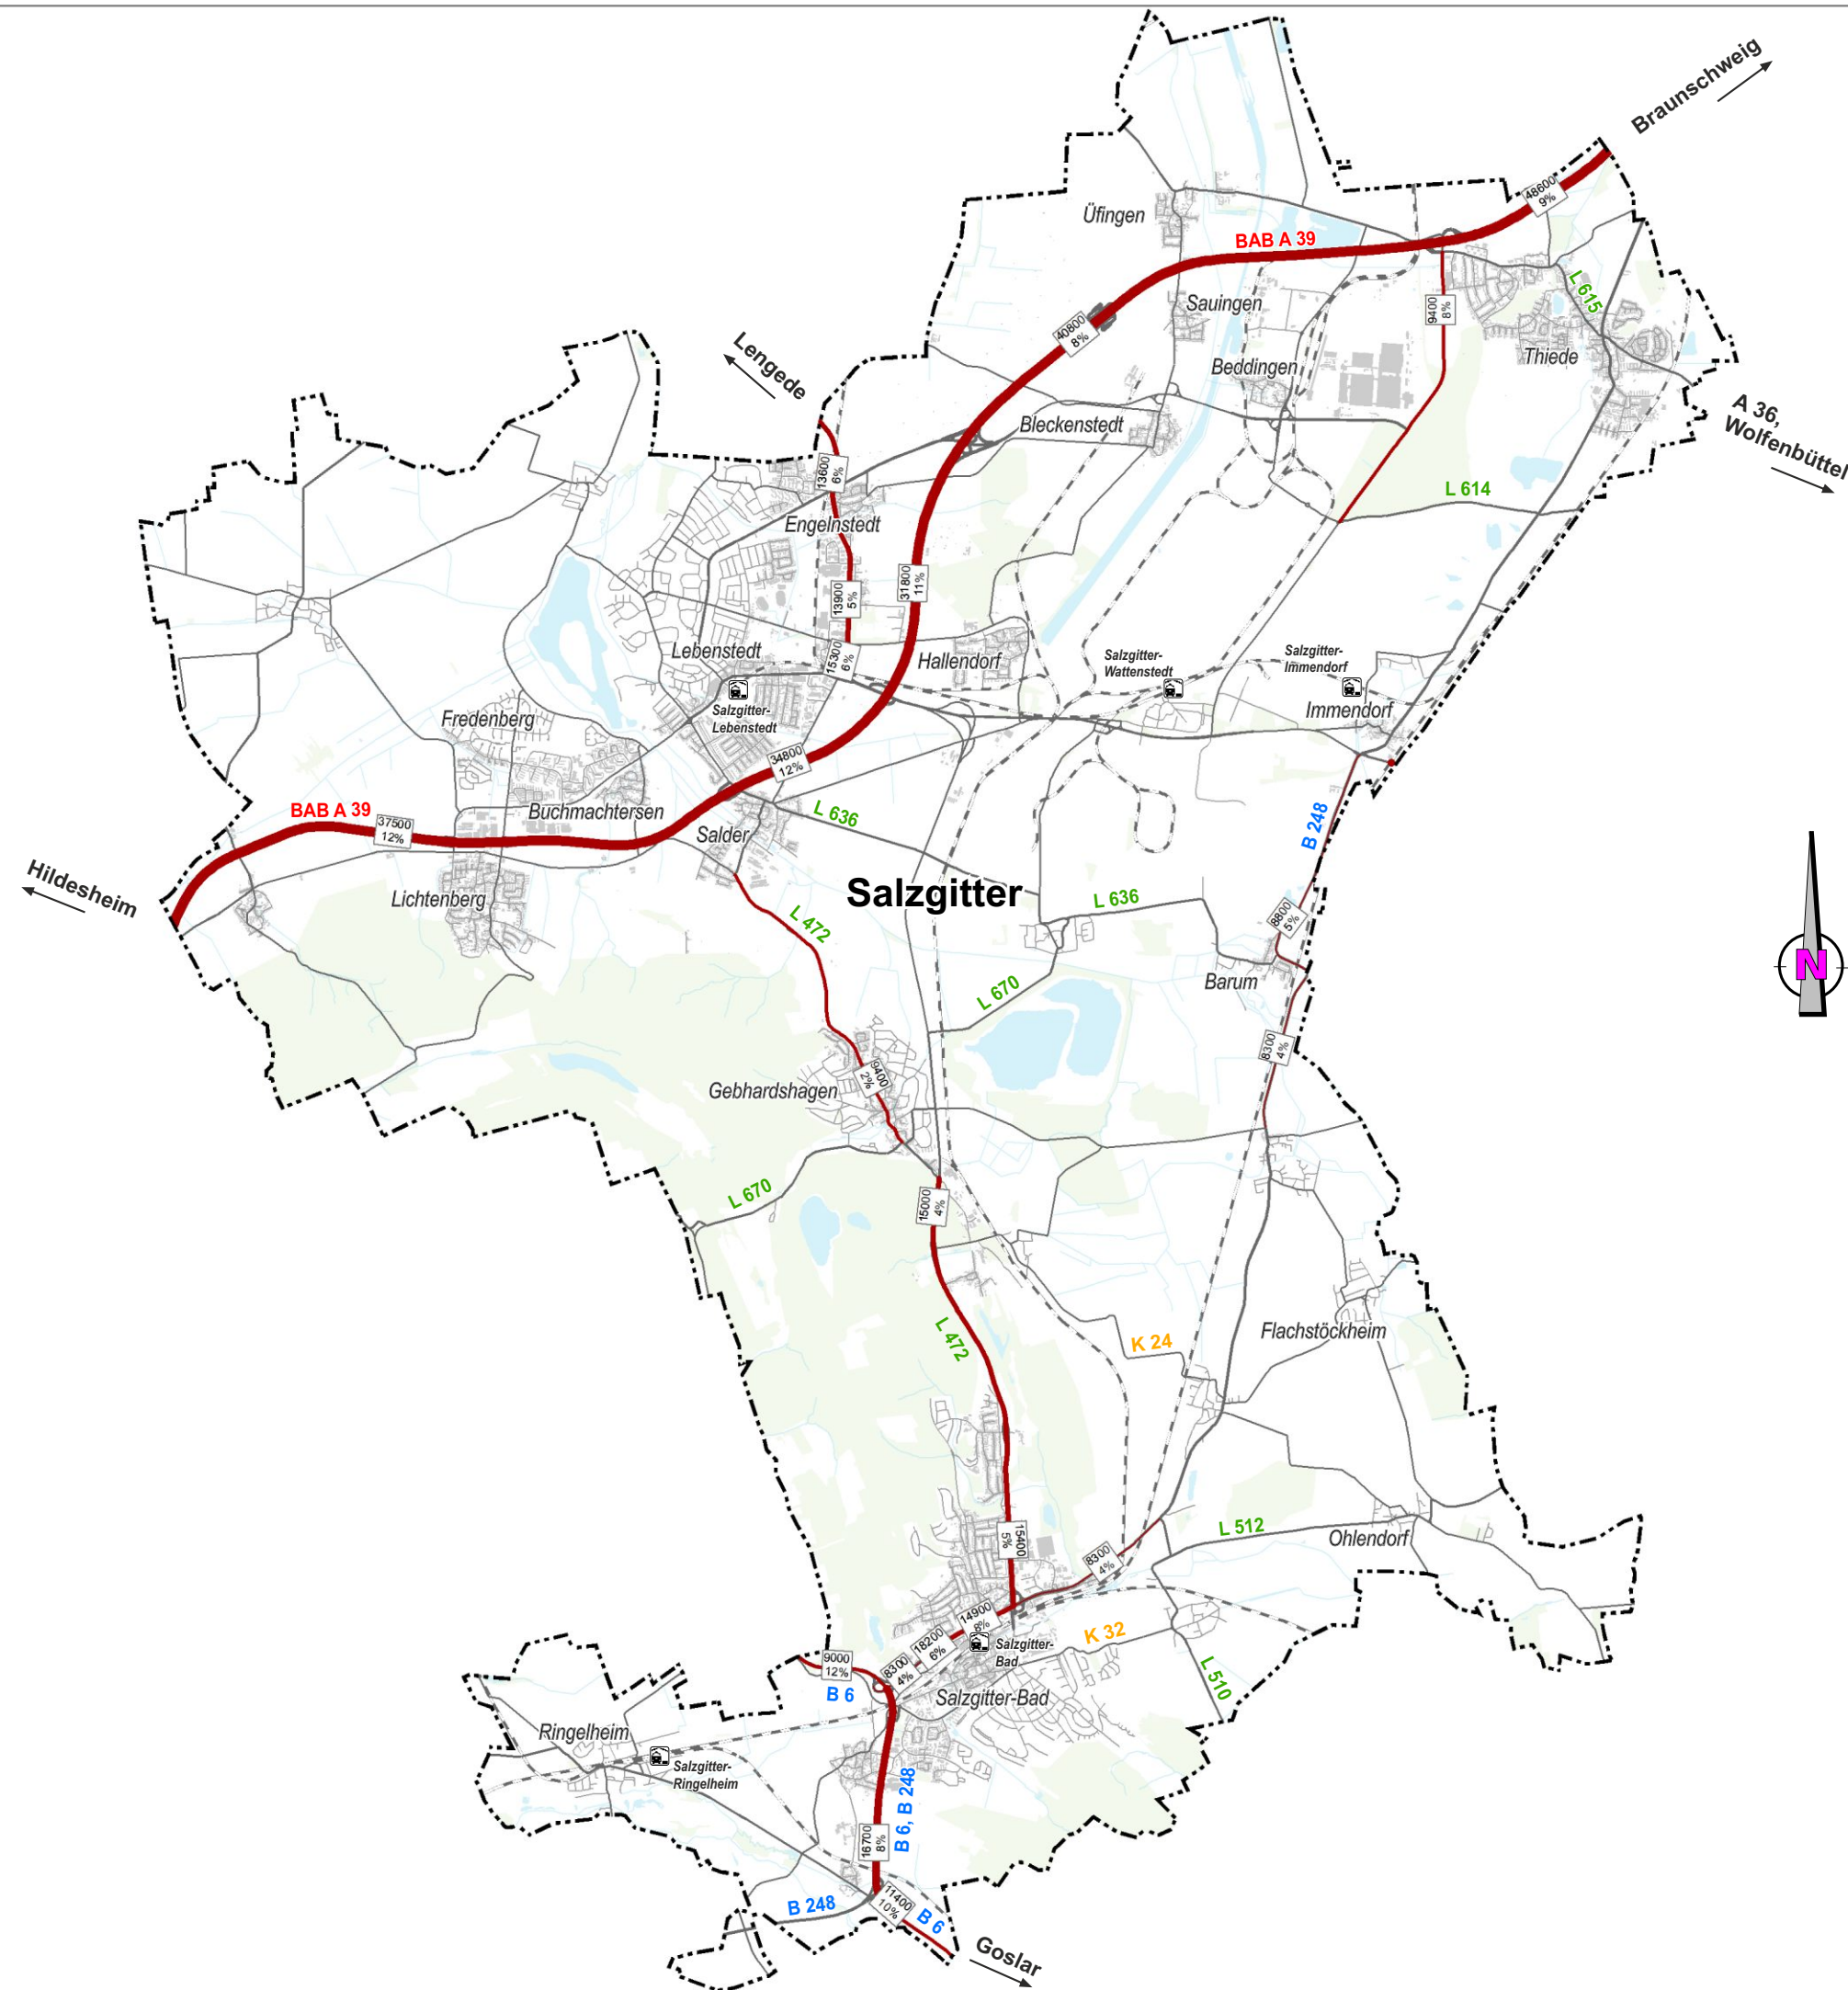 Braunschweig
48600
9%
Üfingen
BAB A 39
L 615
Sauingen
9400
8%
40800
8%
Lengede
Thiede
Beddingen
A 36,
Wolfenbüttel
Bleckenstedt
13600
6%
L 614
Engelnstedt
31800
11%
13900
5%
Lebenstedt
15300
6%
Hallendorf
Salzgitter-
Wattenstedt
Salzgitter-
Immendorf
Immendorf
Salzgitter-
Lebenstedt
Fredenberg
34800
12%
BAB A 39
37500
12%
Buchmachtersen
L 636
Salder
B 248
Hildesheim
Lichtenberg
Salzgitter
L 636
8800
5%
L 472
N
Barum
L 670
8300
4%
9400
2%
Gebhardshagen
L 670
15000
4%
L 472
K 24
Flachstöckheim
15400
5%
L 512
Ohlendorf
8300
4%
14900
8%
18200
6%
K 32
Salzgitter-
Bad
9000
12%
8300
4%
B 6
L 510
Salzgitter-Bad
Ringelheim
Salzgitter-
Ringelheim
B 6, B 248
16700
8%
B 248
11400
10%
B 6
Goslar